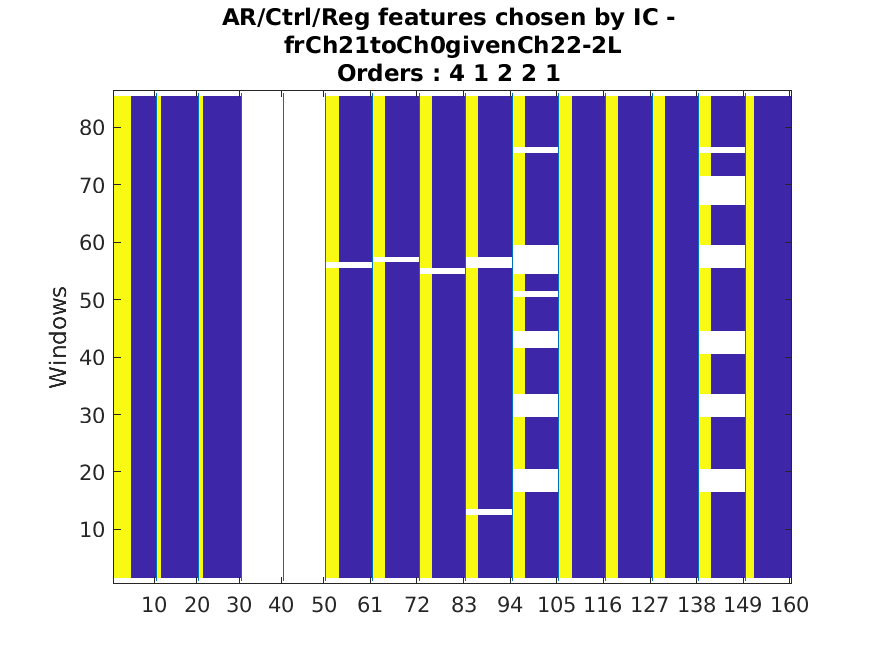 AR/Ctrl/Reg features chosen by IC -
frCh21toCh0givenCh22-2L
Orders : 4 1 2 2 1
80
70
60
50
40
30
20
10
Windows
10 20 30 40 50 61 72 83 94 105 116 127 138 149 160